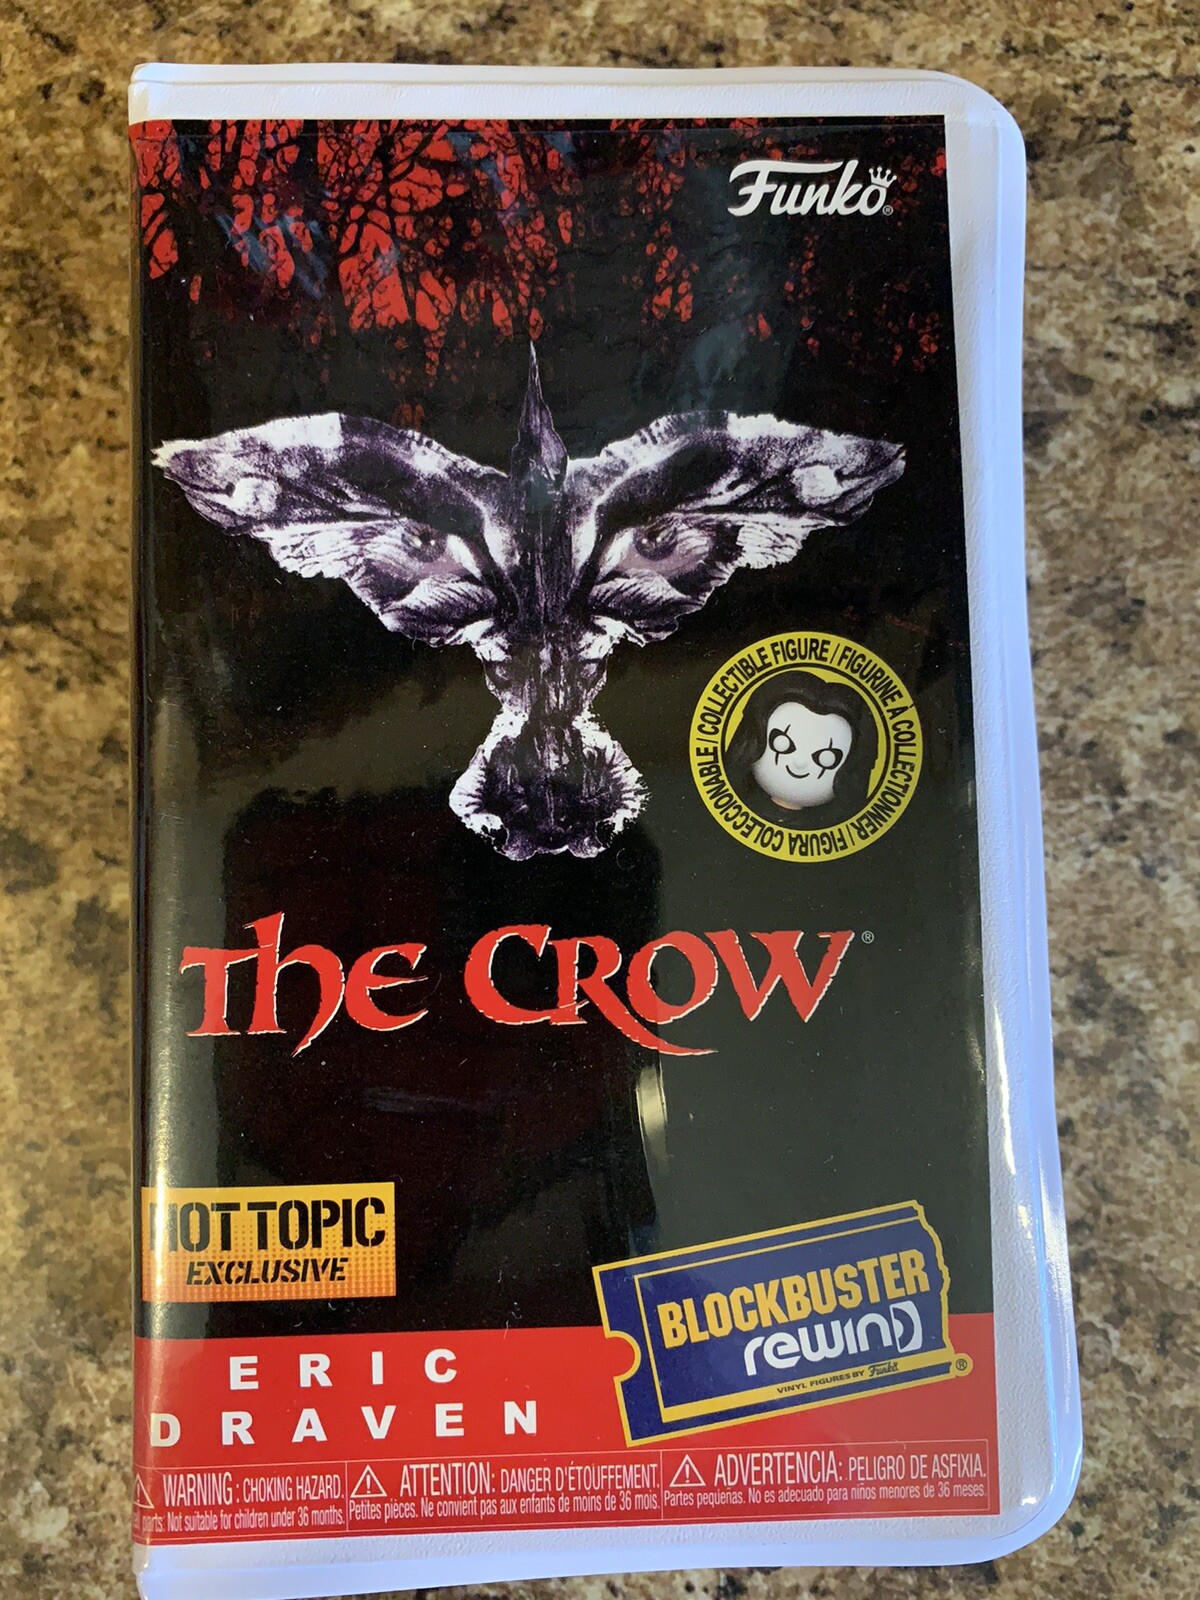 Funko®
COLLECTIBLE FIGURE / FIGURINE À COLLECTIONNER / FIGURA COLECCIONABLE /
The CROW®
HOT TOPIC
EXCLUSIVE
BLOCKBUSTER
rewind
VINYL FIGURES BY Funko ®
ERIC
DRAVEN
WARNING: CHOKING HAZARD.
parts: Not suitable for children under 36 months.
ATTENTION: DANGER D'ÉTOUFFEMENT.
Petites pièces. Ne convient pas aux enfants de moins de 36 mois.
ADVERTENCIA: PELIGRO DE ASFIXIA.
Partes pequeñas. No es adecuado para niños menores de 36 meses.